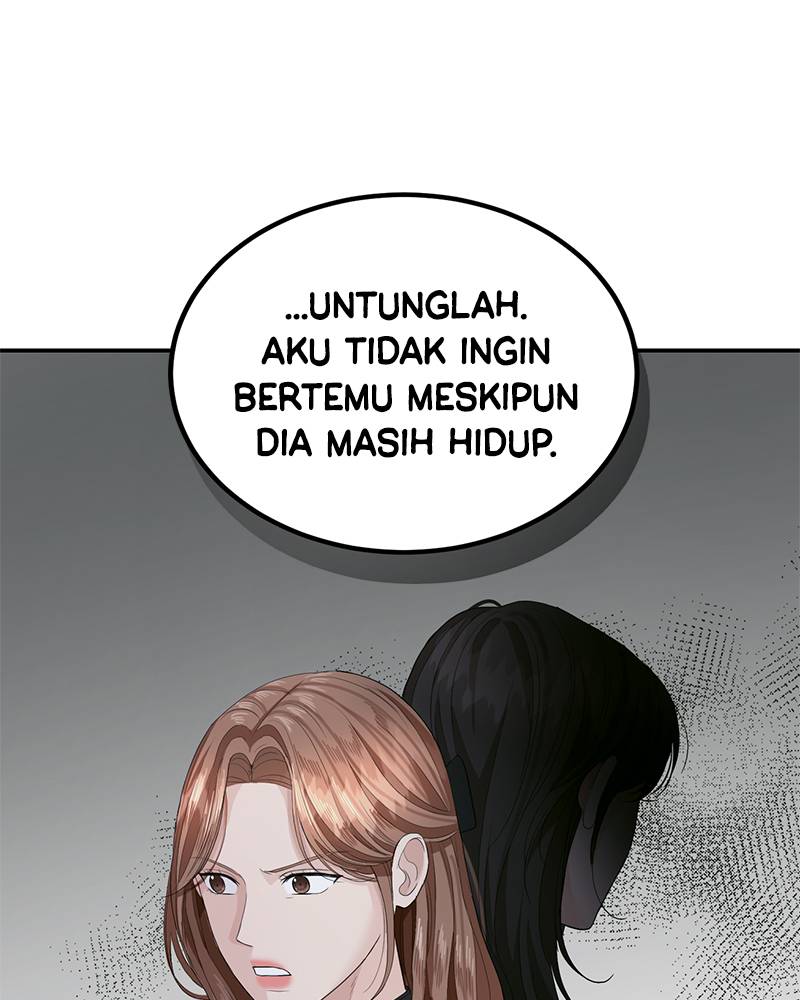 ...UNTUNGLAH.
AKU TIDAK INGIN
BERTEMU MESKIPUN
DIA MASIH HIDUP.